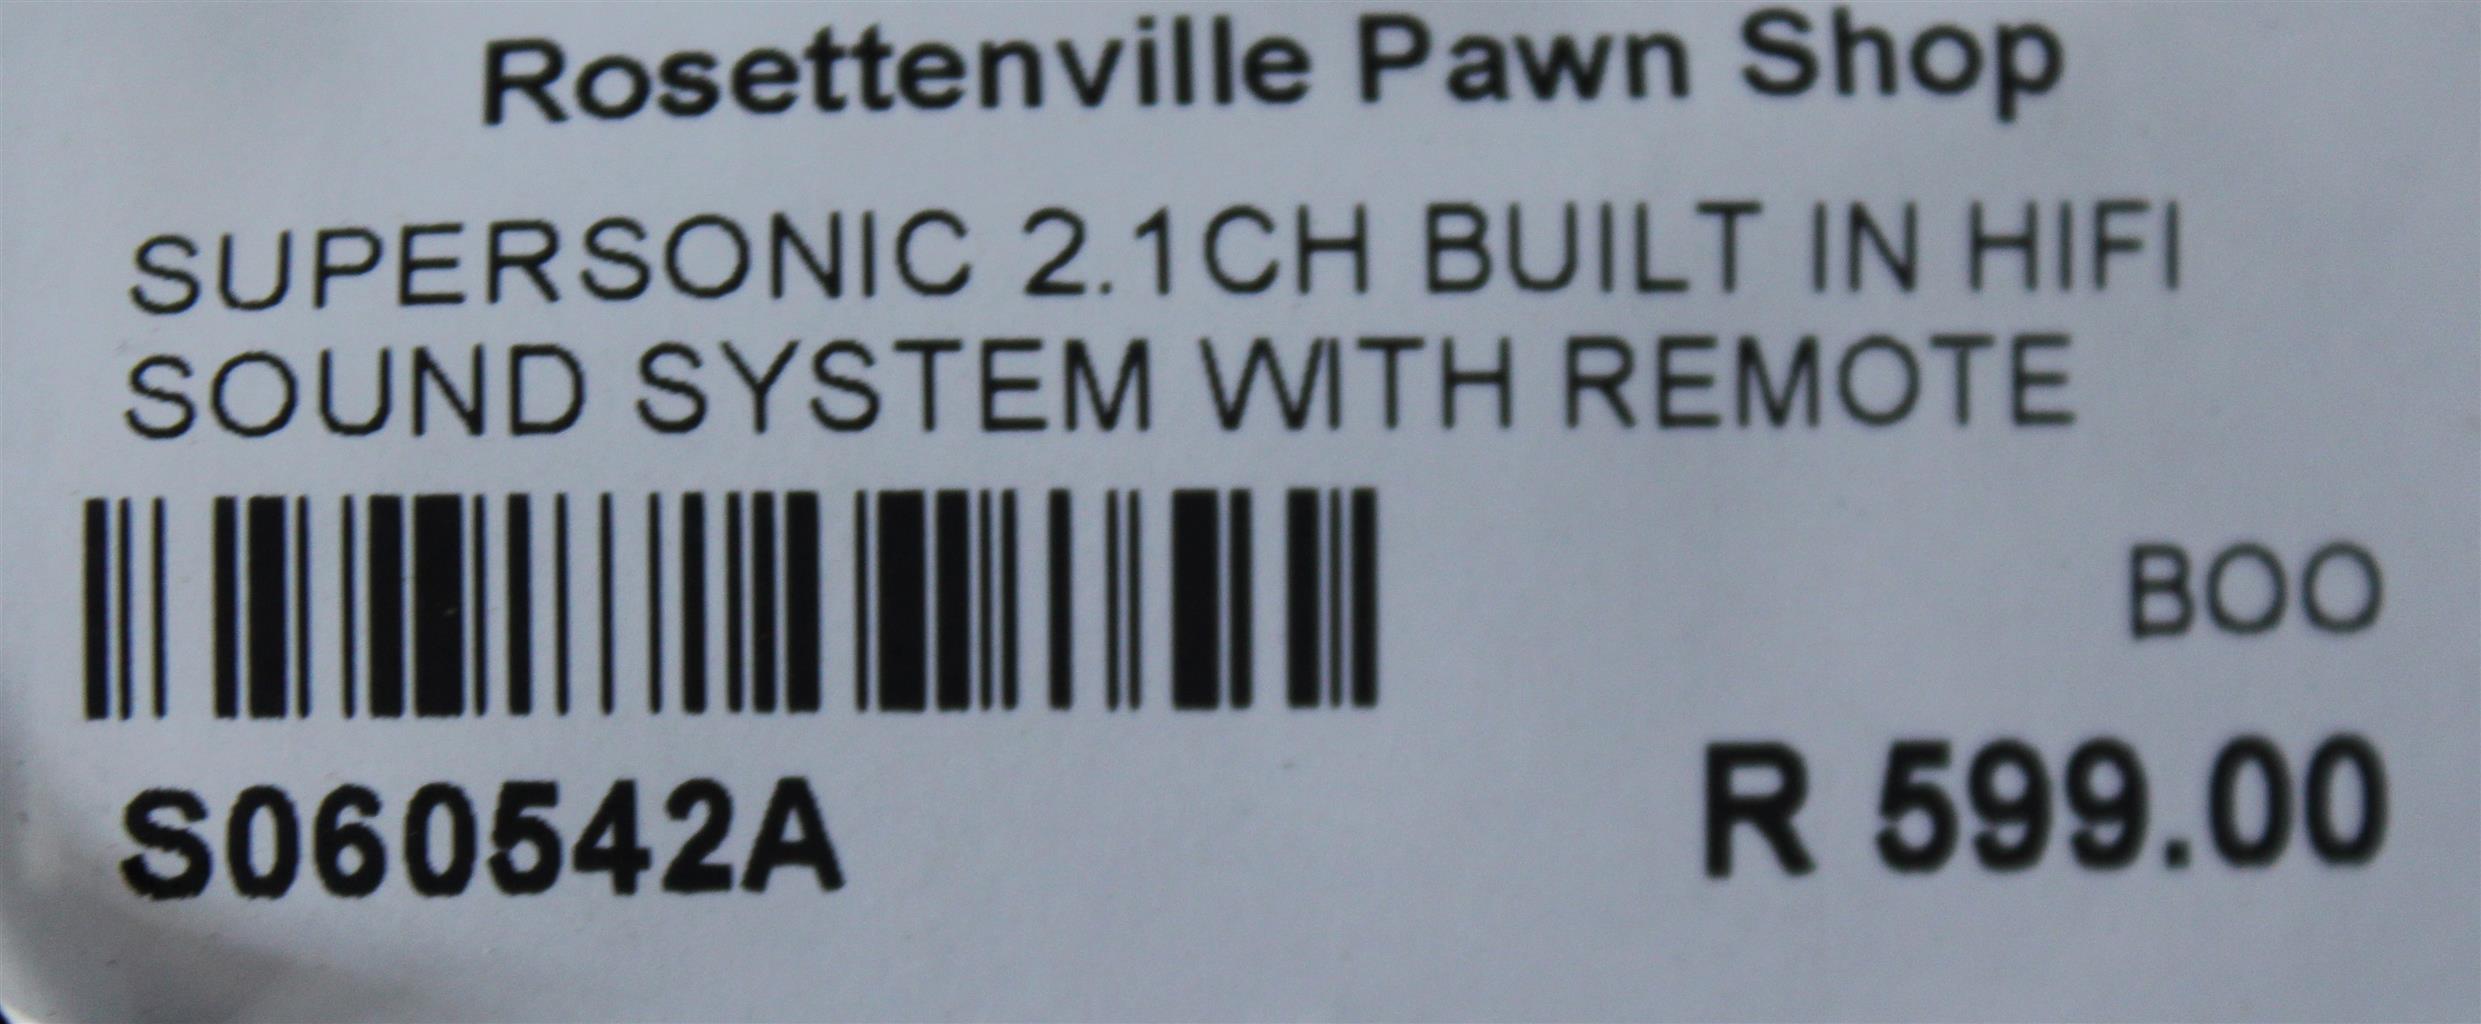 Rosettenville Pawn Shop
SUPERSONIC 2.1CH BUILT IN HIFI
SOUND SYSTEM WITH REMOTE
BOO
S060542A
R 599.00